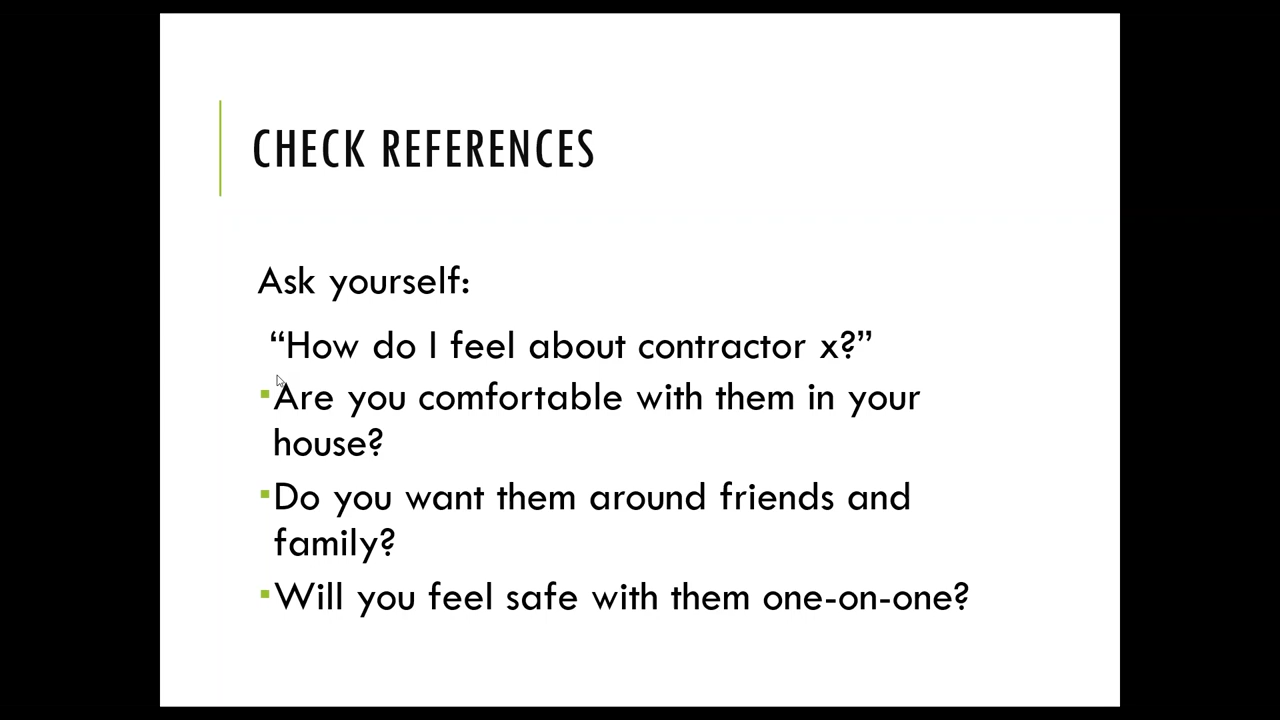 CHECK REFERENCES
Ask yourself:
“How do I feel about contractor x?”
▪Are you comfortable with them in your
house?
▪Do you want them around friends and
family?
▪Will you feel safe with them one-on-one?